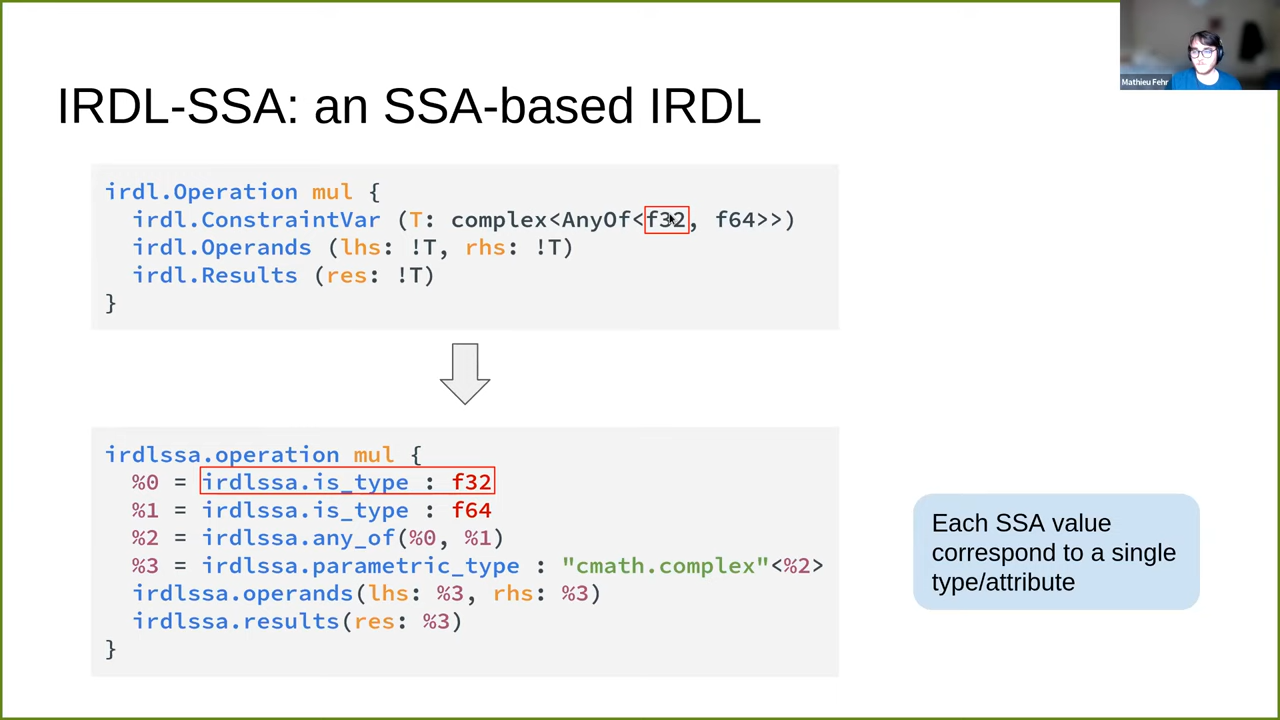 Mathieu Fehr
IRDL-SSA: an SSA-based IRDL
irdl.Operation mul {
irdl.ConstraintVar (T: complex<AnyOf<f32, f64>>)
irdl.Operands (lhs: !T, rhs: !T)
irdl.Results (res: !T)
}
irdlssa.operation mul {
%0 = irdlssa.is_type : f32
%1 = irdlssa.is_type : f64
%2 = irdlssa.any_of(%0, %1)
%3 = irdlssa.parametric_type : "cmath.complex"<%2>
irdlssa.operands(lhs: %3, rhs: %3)
irdlssa.results(res: %3)
}
Each SSA value
correspond to a single
type/attribute